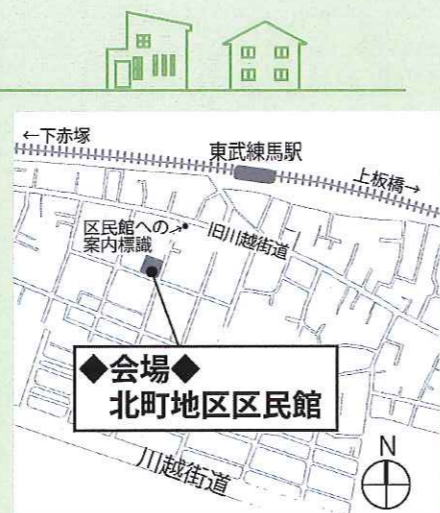 ←下赤塚
東武練馬駅
上板橋→
区民館への
案内標識
旧川越街道
◆会場◆
北町地区区民館
川越街道
N